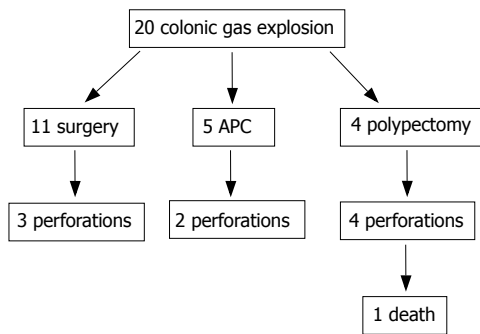 20 colonic gas explosion
11 surgery
5 APC
4 polypectomy
3 perforations
2 perforations
4 perforations
1 death